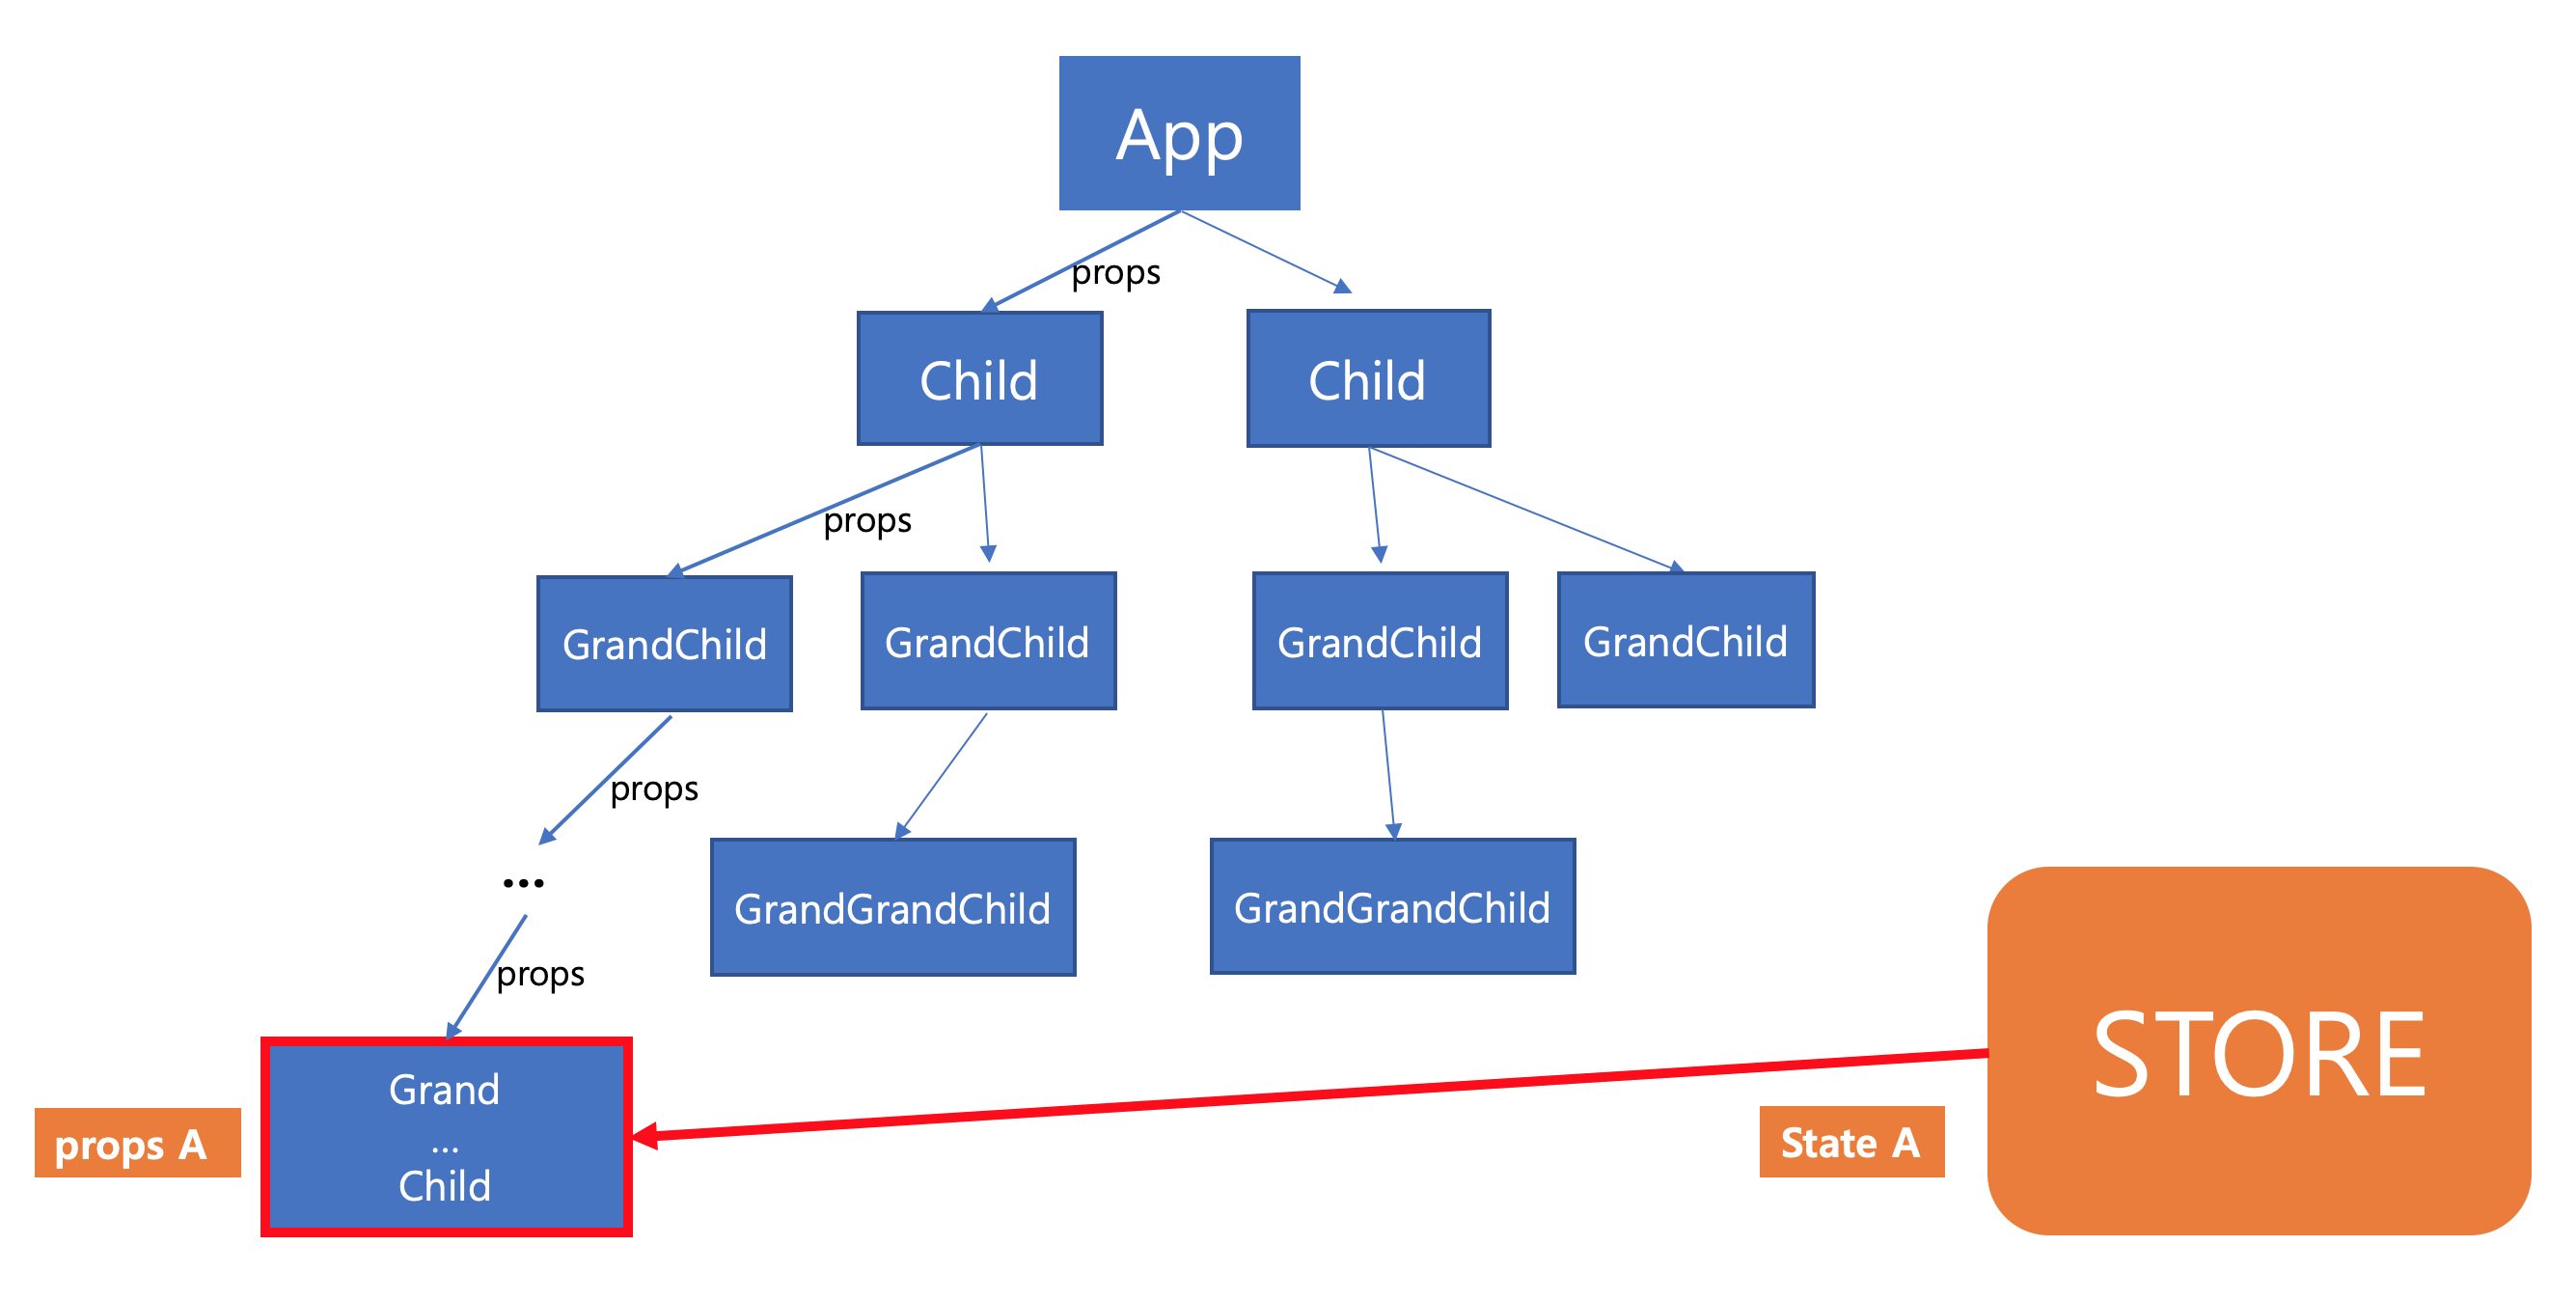 App
props
Child
Child
props
GrandChild
GrandChild
GrandChild
GrandChild
props
...
GrandGrandChild
GrandGrandChild
props
STORE
Grand
...
Child
props A
State A